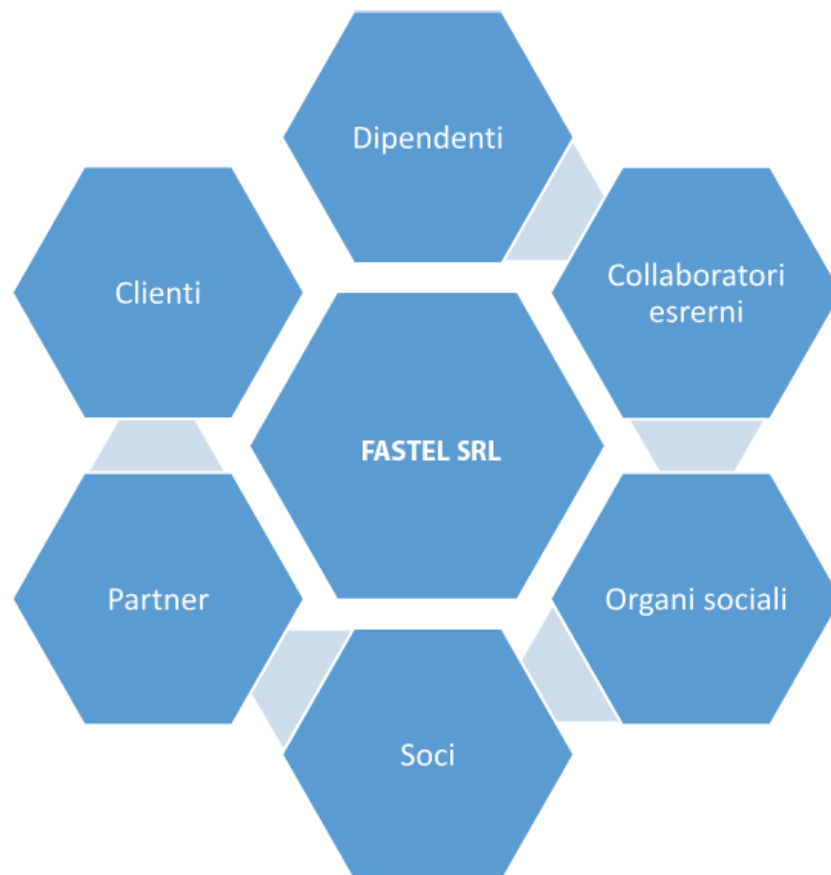 Dipendenti
Collaboratori
esrerni
Clienti
FASTEL SRL
Organi sociali
Partner
Soci